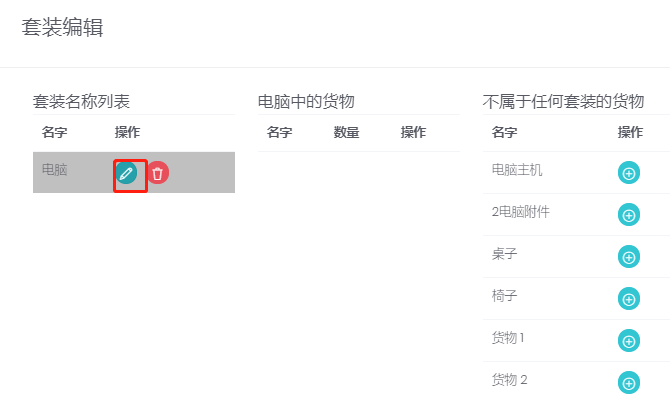 套装编辑
套装名称列表
名字 操作
电脑
电脑中的货物
名字 数量 操作
不属于任何套装的货物
名字 操作
电脑主机
2电脑附件
桌子
椅子
货物 1
货物 2